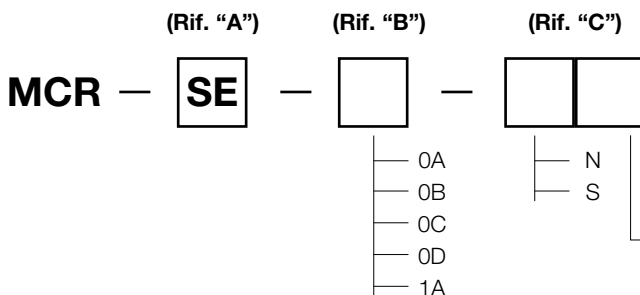 (Rif. “A”) (Rif. “B”) (Rif. “C”)
MCR — SE — —
0A N
0B S
0C
0D
1A